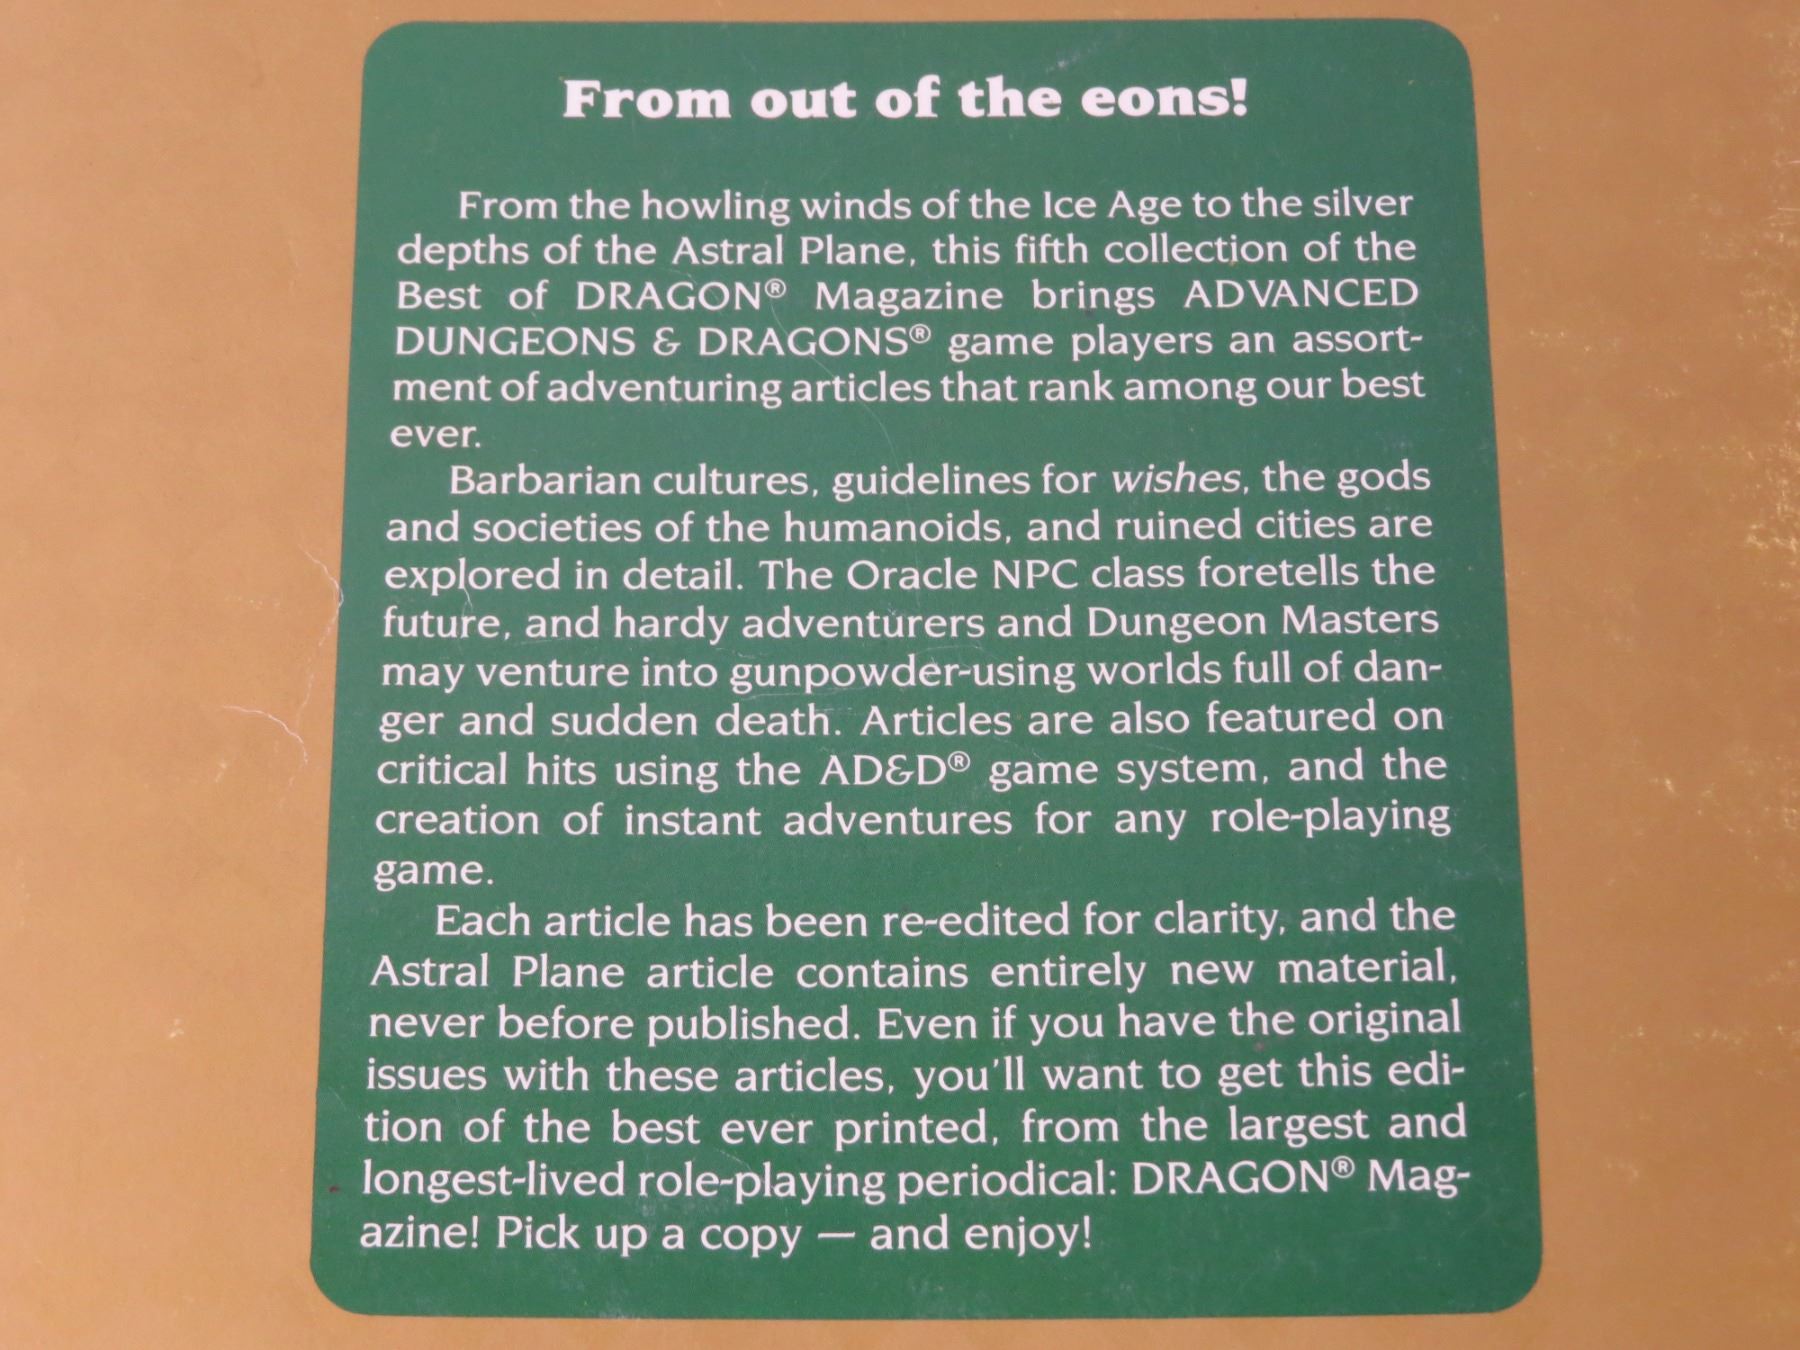 From out of the eons!
From the howling winds of the Ice Age to the silver
depths of the Astral Plane, this fifth collection of the
Best of DRAGON® Magazine brings ADVANCED
DUNGEONS & DRAGONS® game players an assort-
ment of adventuring articles that rank among our best
ever.
Barbarian cultures, guidelines for wishes, the gods
and societies of the humanoids, and ruined cities are
explored in detail. The Oracle NPC class foretells the
future, and hardy adventurers and Dungeon Masters
may venture into gunpowder-using worlds full of dan-
ger and sudden death. Articles are also featured on
critical hits using the AD&D® game system, and the
creation of instant adventures for any role-playing
game.
Each article has been re-edited for clarity, and the
Astral Plane article contains entirely new material,
never before published. Even if you have the original
issues with these articles, you'll want to get this edi-
tion of the best ever printed, from the largest and
longest-lived role-playing periodical: DRAGON® Mag-
azine! Pick up a copy — and enjoy!